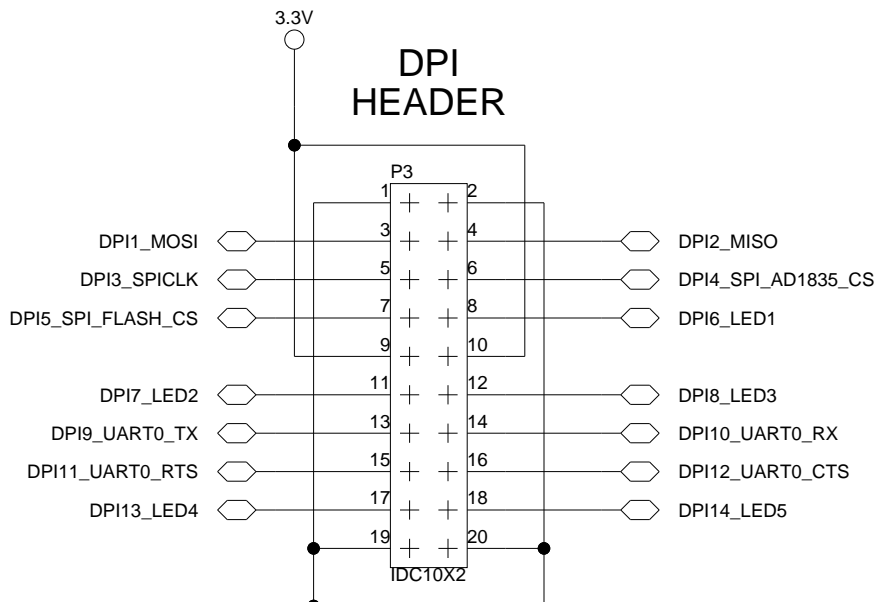 3.3V
DPI
HEADER
P3
1 2
DPI1_MOSI 3 4 DPI2_MISO
DPI3_SPICLK 5 6 DPI4_SPI_AD1835_CS
DPI5_SPI_FLASH_CS 7 8 DPI6_LED1
9 10
DPI7_LED2 11 12 DPI8_LED3
DPI9_UART0_TX 13 14 DPI10_UART0_RX
DPI11_UART0_RTS 15 16 DPI12_UART0_CTS
DPI13_LED4 17 18 DPI14_LED5
19 20
IDC10X2